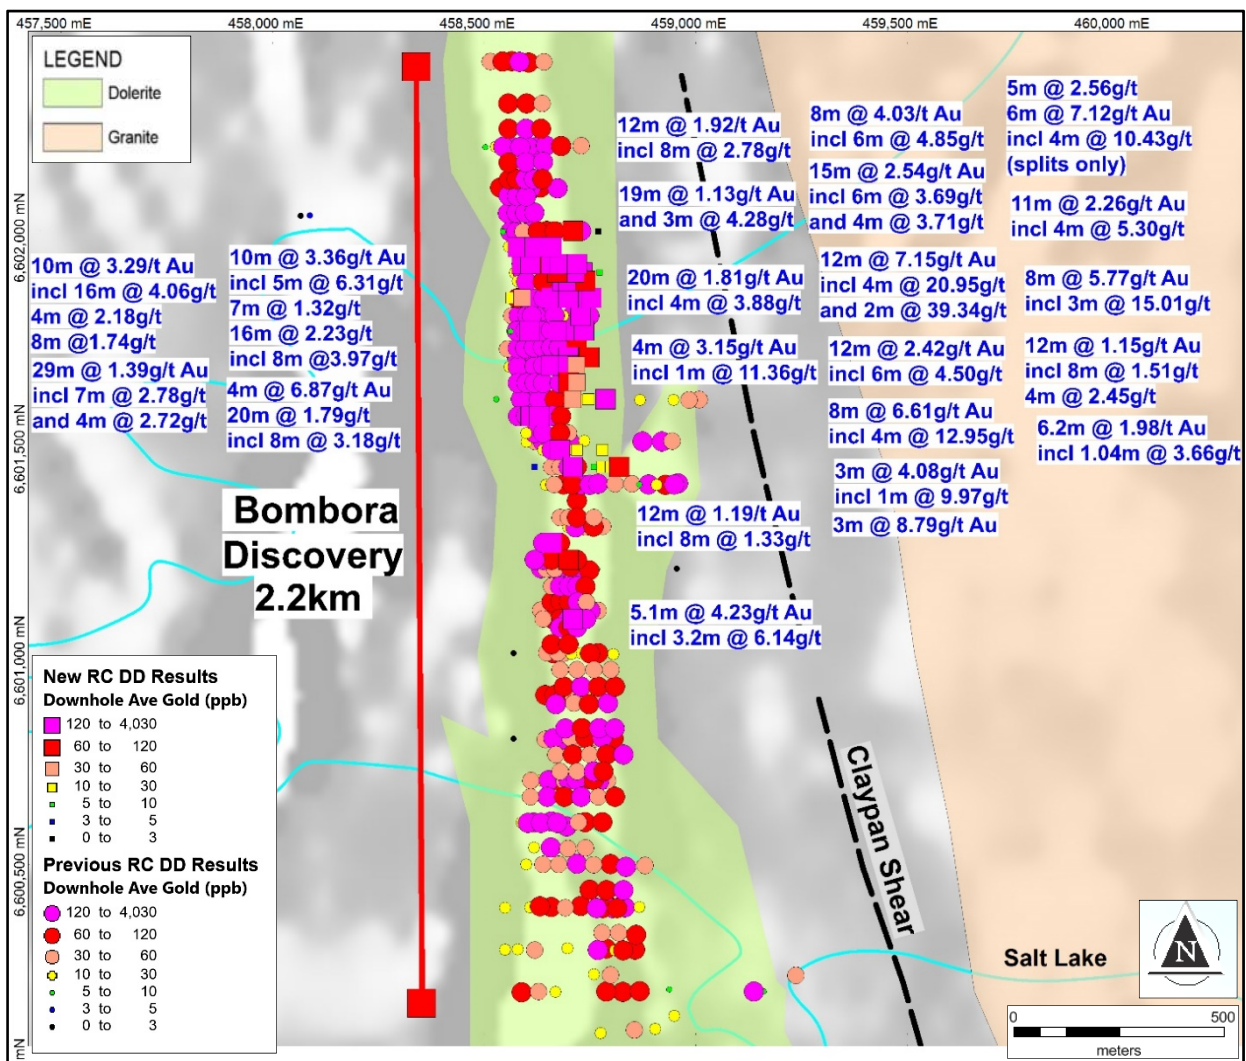 457,500 mE
458,000 mE
458,500 mE
459,000 mE
459,500 mE
460,000 mE
LEGEND
Dolerite
Granite
6,602,000 mN
6,601,500 mN
6,601,000 mN
6,600,500 mN
mN
10m @ 3.29/t Au
incl 16m @ 4.06g/t
4m @ 2.18g/t
8m @1.74g/t
29m @ 1.39g/t Au
incl 7m @ 2.78g/t
and 4m @ 2.72g/t
10m @ 3.36g/t Au
incl 5m @ 6.31g/t
7m @ 1.32g/t
16m @ 2.23g/t
incl 8m @3.97g/t
4m @ 6.87g/t Au
20m @ 1.79g/t
incl 8m @ 3.18g/t
12m @ 1.92/t Au
incl 8m @ 2.78g/t
19m @ 1.13g/t Au
and 3m @ 4.28g/t
20m @ 1.81g/t Au
incl 4m @ 3.88g/t
4m @ 3.15g/t Au
incl 1m @ 11.36g/t
12m @ 1.19/t Au
incl 8m @ 1.33g/t
5.1m @ 4.23g/t Au
incl 3.2m @ 6.14g/t
8m @ 4.03/t Au
incl 6m @ 4.85g/t
15m @ 2.54g/t Au
incl 6m @ 3.69g/t
and 4m @ 3.71g/t
12m @ 7.15g/t Au
incl 4m @ 20.95g/t
and 2m @ 39.34g/t
12m @ 2.42g/t Au
incl 6m @ 4.50g/t
8m @ 6.61g/t Au
incl 4m @ 12.95g/t
3m @ 4.08g/t Au
incl 1m @ 9.97g/t
3m @ 8.79g/t Au
5m @ 2.56g/t
6m @ 7.12g/t Au
incl 4m @ 10.43g/t
(splits only)
11m @ 2.26g/t Au
incl 4m @ 5.30g/t
8m @ 5.77g/t Au
incl 3m @ 15.01g/t
12m @ 1.15g/t Au
incl 8m @ 1.51g/t
4m @ 2.45g/t
6.2m @ 1.98/t Au
incl 1.04m @ 3.66g/t
Bombora
Discovery
2.2km
New RC DD Results
Downhole Ave Gold (ppb)
120 to 4,030
60 to 120
30 to 60
10 to 30
5 to 10
3 to 5
0 to 3
Previous RC DD Results
Downhole Ave Gold (ppb)
120 to 4,030
60 to 120
30 to 60
10 to 30
5 to 10
3 to 5
0 to 3
Claypan Shear
Salt Lake
N
0 500
meters